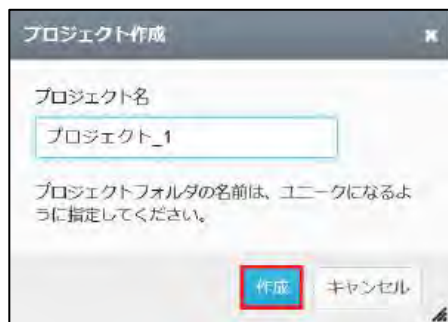 プロジェクト作成
プロジェクト名
プロジェクト_1
プロジェクトフォルダの名前は、ユニークになるよ
うに指定してください。
作成 キャンセル